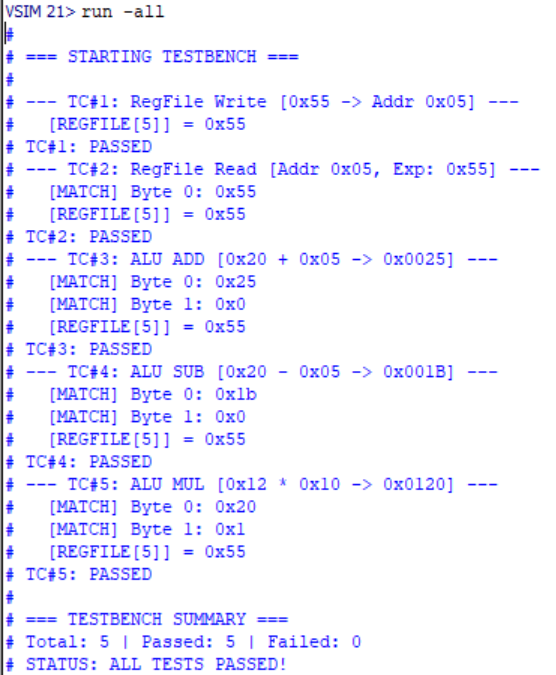 VSIM 21> run -all
#
# === STARTING TESTBENCH ===
#
# --- TC#1: RegFile Write [0x55 -> Addr 0x05] ---
#   [REGFILE[5]] = 0x55
# TC#1: PASSED
# --- TC#2: RegFile Read [Addr 0x05, Exp: 0x55] ---
#   [MATCH] Byte 0: 0x55
#   [REGFILE[5]] = 0x55
# TC#2: PASSED
# --- TC#3: ALU ADD [0x20 + 0x05 -> 0x0025] ---
#   [MATCH] Byte 0: 0x25
#   [MATCH] Byte 1: 0x0
#   [REGFILE[5]] = 0x55
# TC#3: PASSED
# --- TC#4: ALU SUB [0x20 - 0x05 -> 0x001B] ---
#   [MATCH] Byte 0: 0x1b
#   [MATCH] Byte 1: 0x0
#   [REGFILE[5]] = 0x55
# TC#4: PASSED
# --- TC#5: ALU MUL [0x12 * 0x10 -> 0x0120] ---
#   [MATCH] Byte 0: 0x20
#   [MATCH] Byte 1: 0x1
#   [REGFILE[5]] = 0x55
# TC#5: PASSED
#
# === TESTBENCH SUMMARY ===
# Total: 5 | Passed: 5 | Failed: 0
# STATUS: ALL TESTS PASSED!